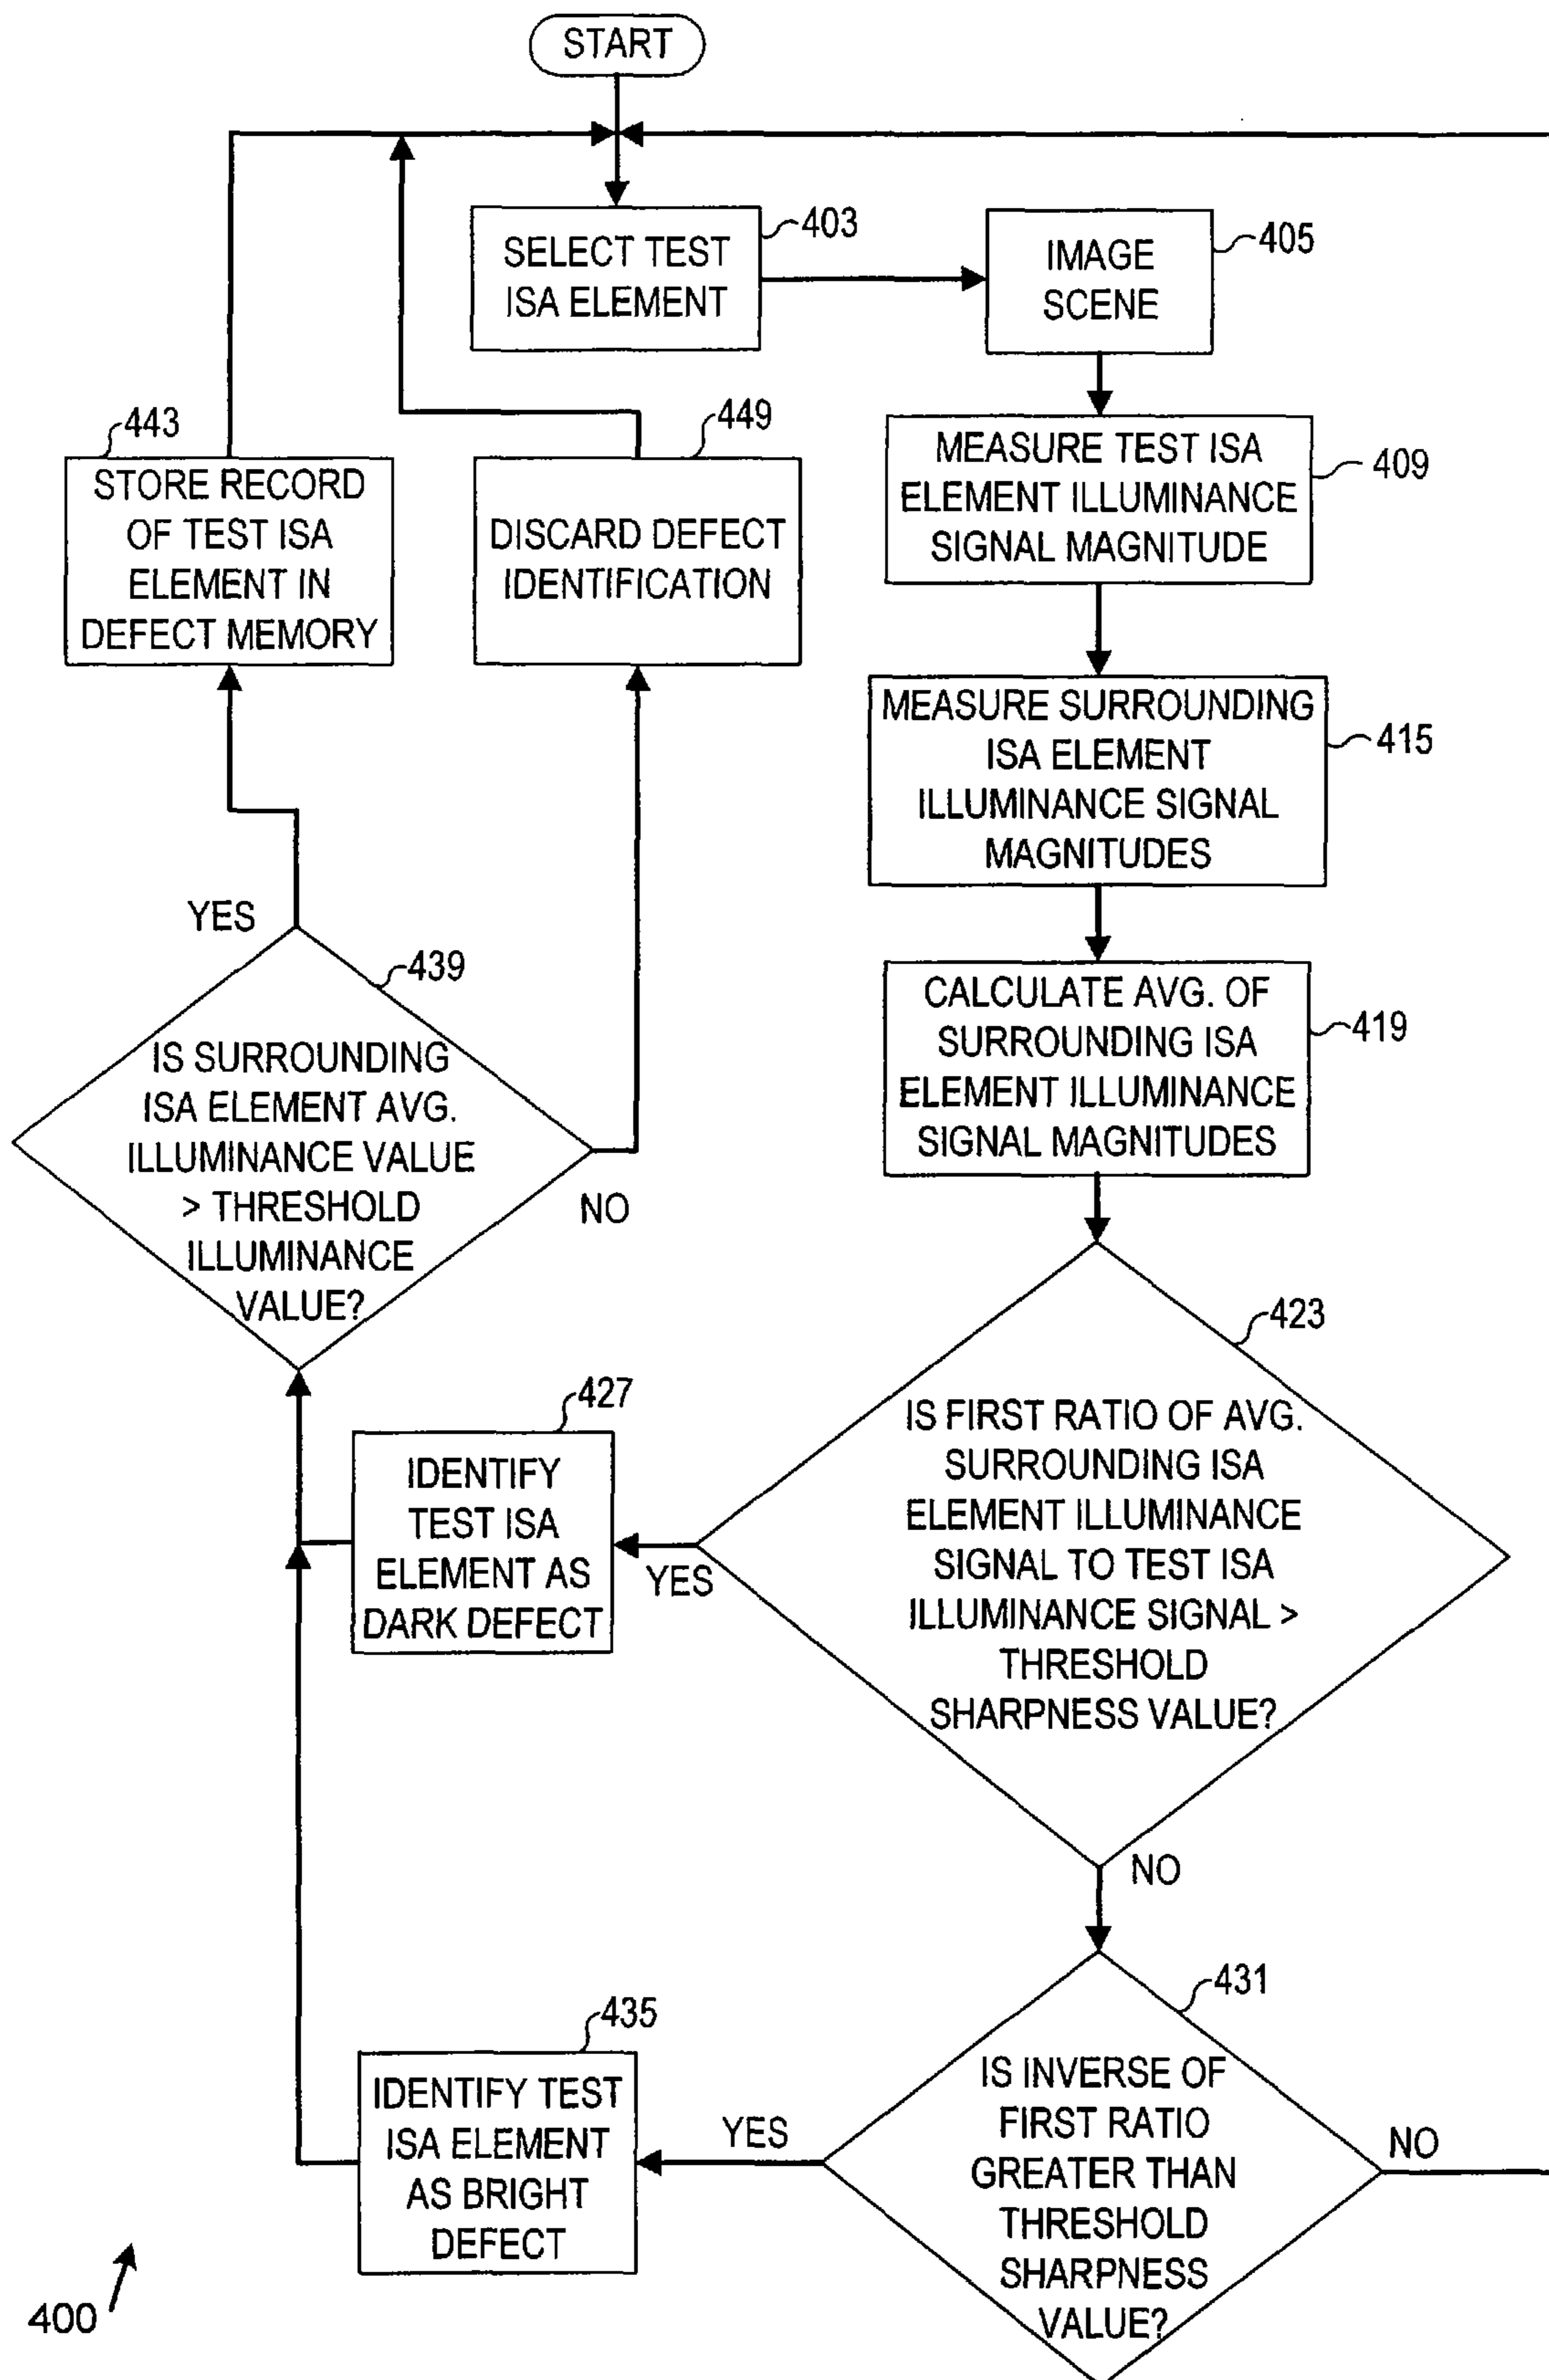 START
403
SELECT TEST
ISA ELEMENT
405
IMAGE
SCENE
409
MEASURE TEST ISA
ELEMENT ILLUMINANCE
SIGNAL MAGNITUDE
415
MEASURE SURROUNDING
ISA ELEMENT
ILLUMINANCE SIGNAL
MAGNITUDES
419
CALCULATE AVG. OF
SURROUNDING ISA
ELEMENT ILLUMINANCE
SIGNAL MAGNITUDES
423
IS FIRST RATIO OF AVG.
SURROUNDING ISA
ELEMENT ILLUMINANCE
SIGNAL TO TEST ISA
ILLUMINANCE SIGNAL >
THRESHOLD
SHARPNESS VALUE?
YES
NO
427
IDENTIFY
TEST ISA
ELEMENT AS
DARK DEFECT
431
IS INVERSE OF
FIRST RATIO
GREATER THAN
THRESHOLD
SHARPNESS
VALUE?
YES
NO
435
IDENTIFY TEST
ISA ELEMENT
AS BRIGHT
DEFECT
439
IS SURROUNDING
ISA ELEMENT AVG.
ILLUMINANCE VALUE
> THRESHOLD
ILLUMINANCE
VALUE?
YES
NO
443
STORE RECORD
OF TEST ISA
ELEMENT IN
DEFECT MEMORY
449
DISCARD DEFECT
IDENTIFICATION
400